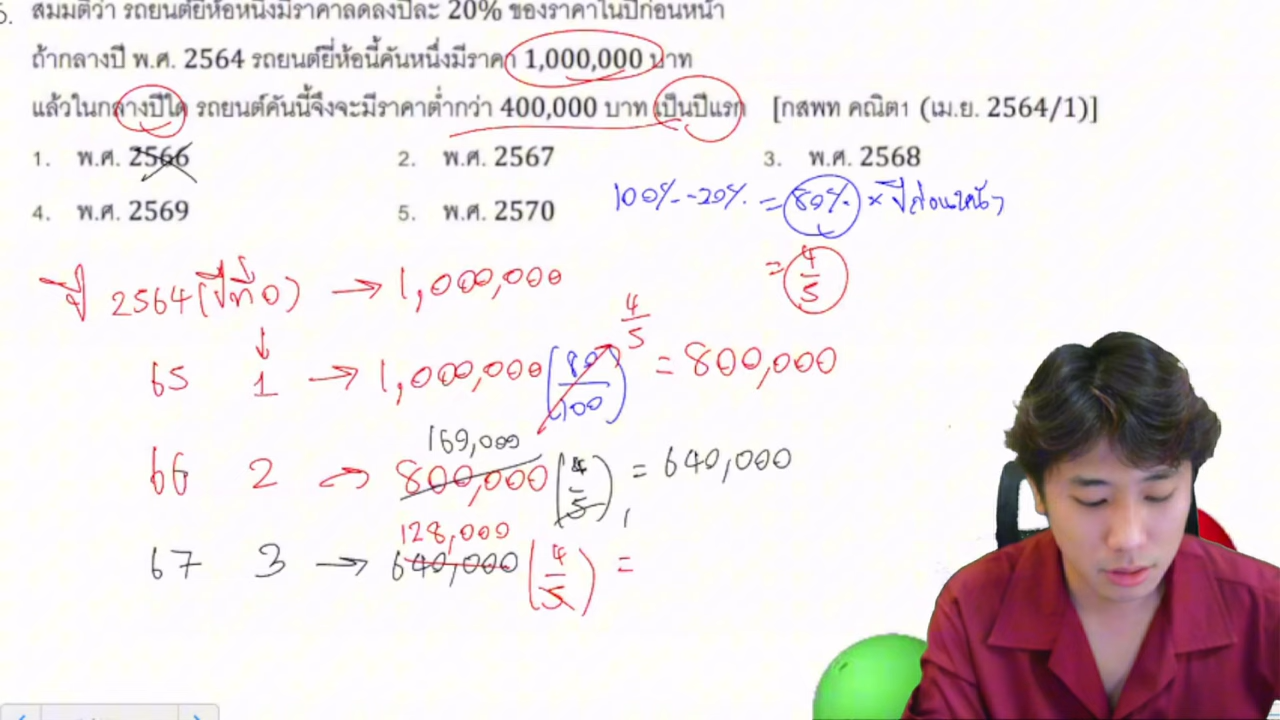 5. สมมติว่า รถยนต์ยี่ห้อหนึ่งมีราคาลดลงปีละ 20% ของราคาในปีก่อนหน้า
ถ้ากลางปี พ.ศ. 2564 รถยนต์ยี่ห้อนี้คันหนึ่งมีราคา 1,000,000 บาท
แล้วในกลางปีใด รถยนต์คันนี้จึงจะมีราคาต่ำกว่า 400,000 บาท เป็นปีแรก [กสพท คณิต1 (เม.ย. 2564/1)]
1. พ.ศ. 2566 2. พ.ศ. 2567 3. พ.ศ. 2568
4. พ.ศ. 2569 5. พ.ศ. 2570
100% - 20% = 80% × ปีก่อนหน้า
= 4/5
ปี 2564 (ปีที่ 0) → 1,000,000
65 1 → 1,000,000 (80/100) 4/5 = 800,000
169,000
66 2 → 800,000 (4/5) = 640,000
128,000
67 3 → 640,000 (4/5) =